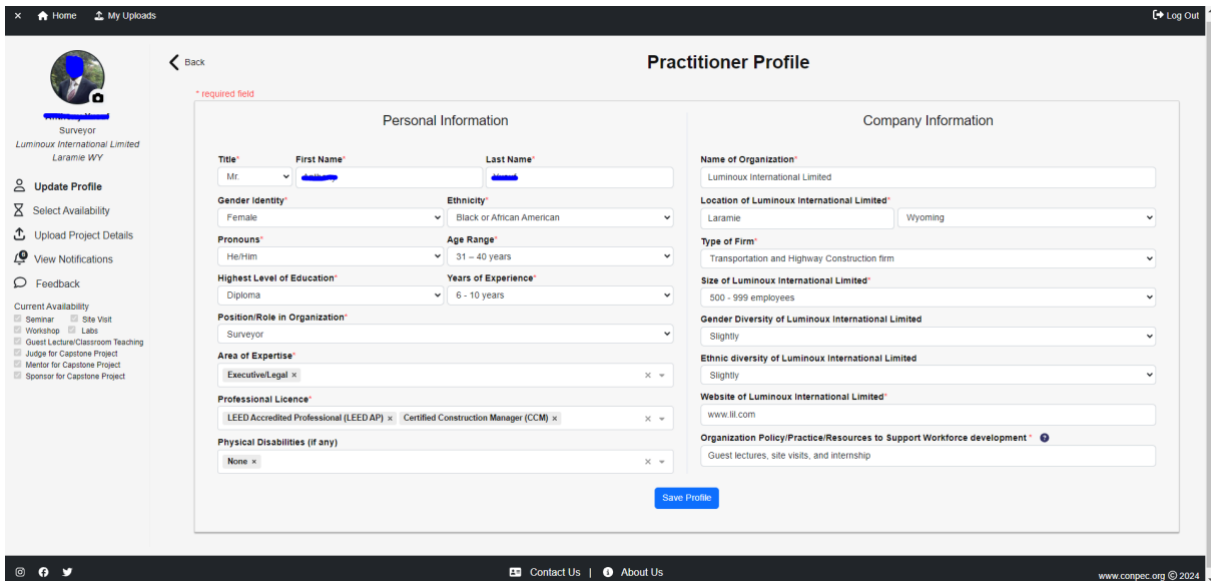 × Home My Uploads Log Out
Back
Practitioner Profile
* required field
Surveyor
Luminoux International Limited
Laramie WY
Update Profile
Select Availability
Upload Project Details
View Notifications
Feedback
Current Availability
Seminar Site Visit
Workshop Labs
Guest Lecture/Classroom Teaching
Judge for Capstone Project
Mentor for Capstone Project
Sponsor for Capstone Project
Personal Information
Title* First Name* Last Name*
Mr.
Gender Identity* Ethnicity*
Female Black or African American
Pronouns* Age Range*
He/Him 31 – 40 years
Highest Level of Education* Years of Experience*
Diploma 6 - 10 years
Position/Role in Organization*
Surveyor
Area of Expertise*
Executive/Legal ×
Professional Licence*
LEED Accredited Professional (LEED AP) × Certified Construction Manager (CCM) ×
Physical Disabilities (if any)
None ×
Company Information
Name of Organization*
Luminoux International Limited
Location of Luminoux International Limited*
Laramie Wyoming
Type of Firm*
Transportation and Highway Construction firm
Size of Luminoux International Limited*
500 - 999 employees
Gender Diversity of Luminoux International Limited
Slightly
Ethnic diversity of Luminoux International Limited
Slightly
Website of Luminoux International Limited*
www.lil.com
Organization Policy/Practice/Resources to Support Workforce development *
Guest lectures, site visits, and internship
Save Profile
Contact Us | About Us
www.conpec.org © 2024